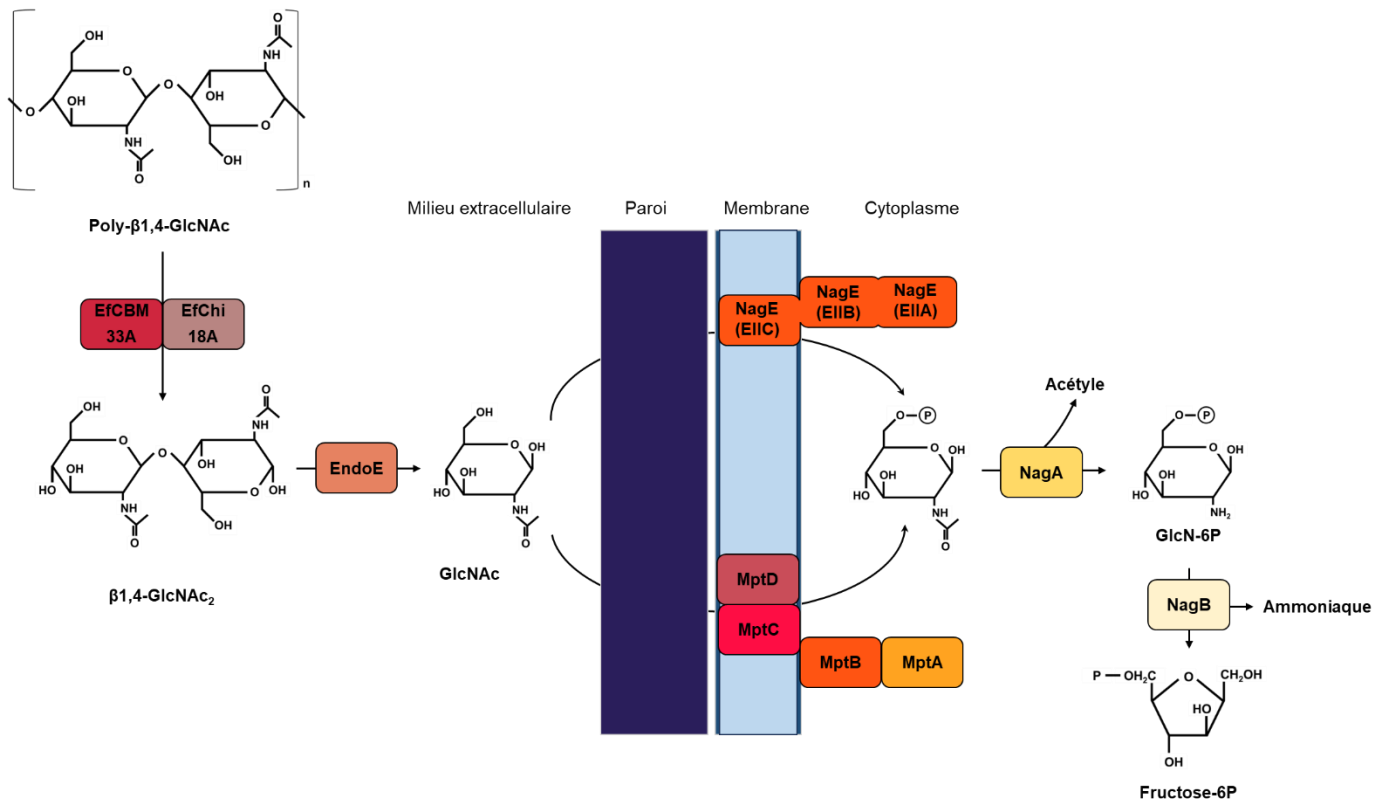 O
NH
OH
O
O
OH
O
OH
O
NH
OH
O
n
Poly-β1,4-GlcNAc
Milieu extracellulaire
Paroi
Membrane
Cytoplasme
EfCBM
33A
EfChi
18A
NagE
(EIIC)
NagE
(EIIB)
NagE
(EIIA)
O
NH
OH
O
O
OH
OH
HO
O
OH
NH
OH
O
β1,4-GlcNAc₂
EndoE
OH
O
OH
OH
HO
NH
O
GlcNAc
O
P
O
OH
OH
HO
NH
O
Acétyle
NagA
O
P
O
OH
OH
HO
NH₂
GlcN-6P
MptD
MptC
MptB
MptA
NagB
Ammoniaque
P
OH₂C
O
CH₂OH
HO
OH
Fructose-6P